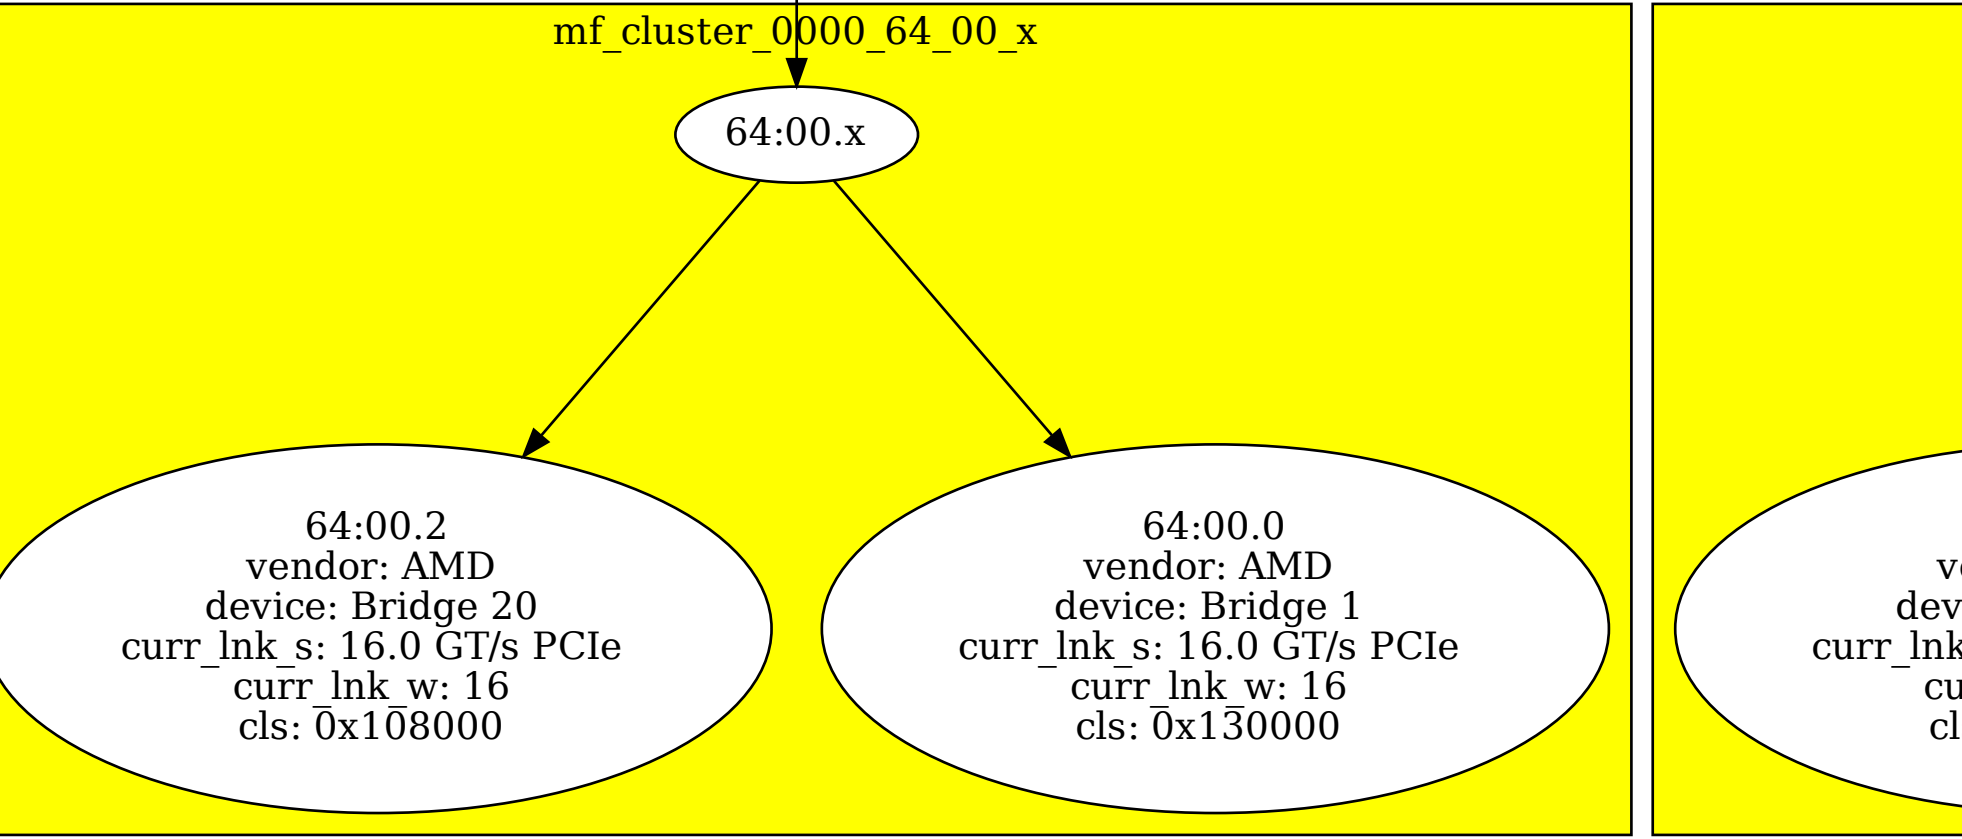 mf_cluster_0000_64_00_x
64:00.x
64:00.2
vendor: AMD
device: Bridge 20
curr_lnk_s: 16.0 GT/s PCIe
curr_lnk_w: 16
cls: 0x108000
64:00.0
vendor: AMD
device: Bridge 1
curr_lnk_s: 16.0 GT/s PCIe
curr_lnk_w: 16
cls: 0x130000